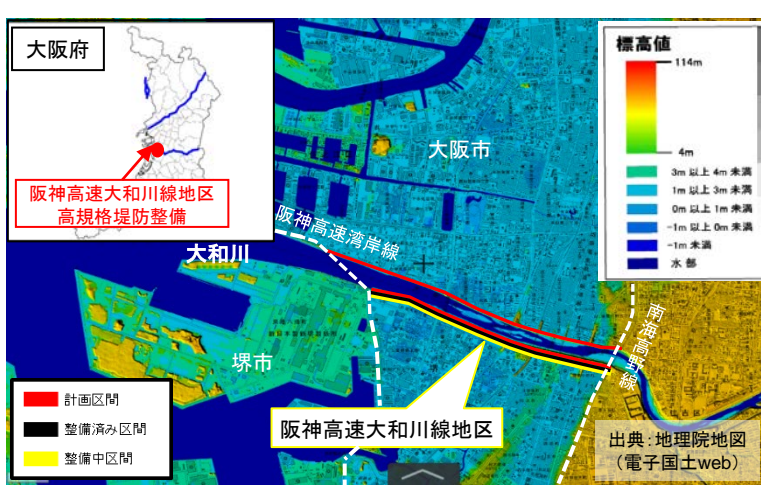 大阪府
阪神高速大和川線地区
高規格堤防整備
標高値
114m
4m
3m 以上 4m 未満
1m 以上 3m 未満
0m 以上 1m 未満
-1m 以上 0m 未満
-1m 未満
水 部
大阪市
阪神高速湾岸線
大和川
堺市
南海高野線
阪神高速大和川線地区
計画区間
整備済み区間
整備中区間
出典：地理院地図
（電子国土web）